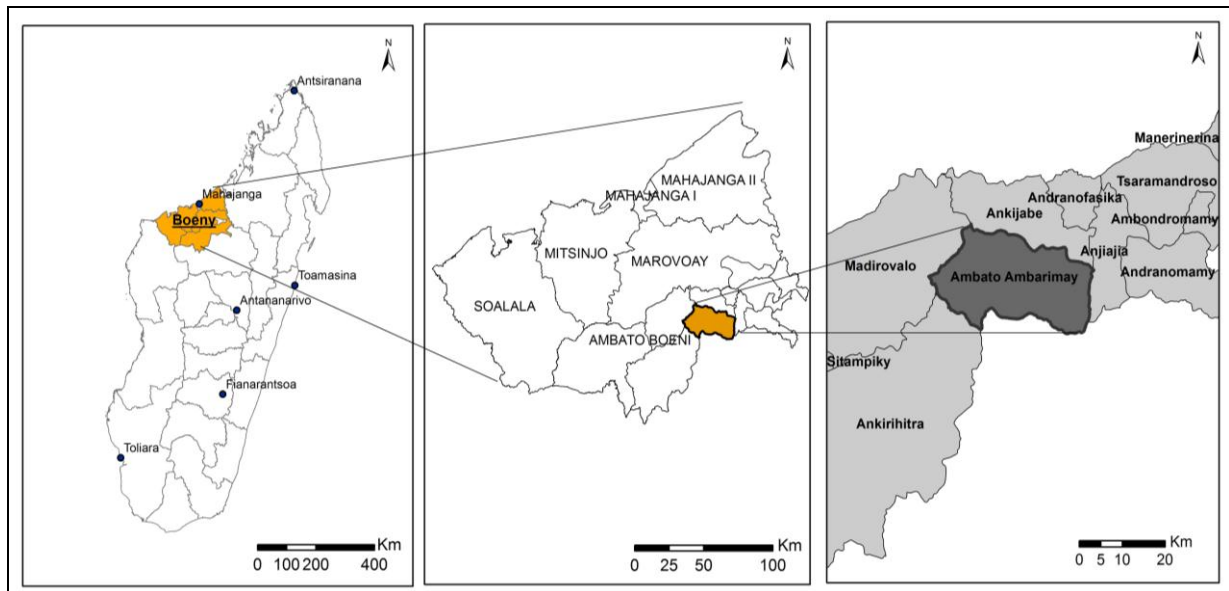 N
Antsiranana
Mahajanga
Boeny
Toamasina
Antananarivo
Fianarantsoa
Toliara
Km
0 100 200 400
N
MAHAJANGA II
MAHAJANGA I
MITSINJO
MAROVOAY
SOALALA
AMBATO BOENI
Km
0 25 50 100
N
Manerinerina
Tsaramandroso
Andranofasika
Ankijabe
Ambondromamy
Anjiajia
Madirovalo
Ambato Ambarimay
Andranomamy
Sitampiky
Ankirihitra
Km
0 5 10 20